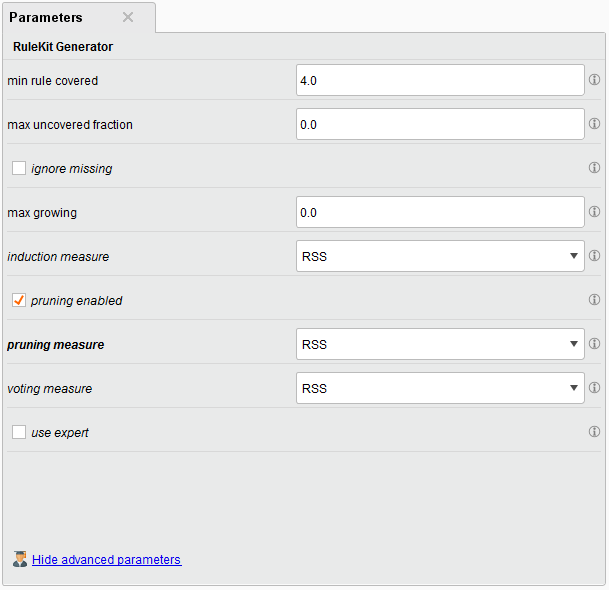 Parameters
RuleKit Generator
min rule covered 4.0
max uncovered fraction 0.0
ignore missing
max growing 0.0
induction measure RSS
pruning enabled
pruning measure RSS
voting measure RSS
use expert
Hide advanced parameters